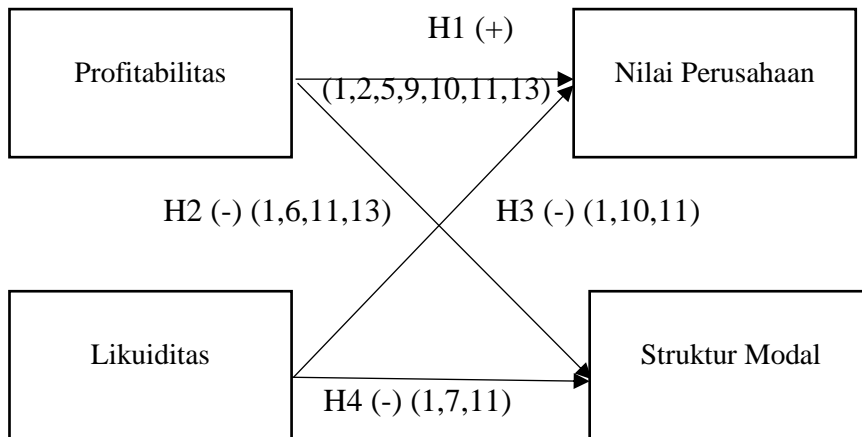 H1 (+)
Profitabilitas
Nilai Perusahaan
(1,2,5,9,10,11,13)
H2 (-) (1,6,11,13)
H3 (-) (1,10,11)
Likuiditas
Struktur Modal
H4 (-) (1,7,11)